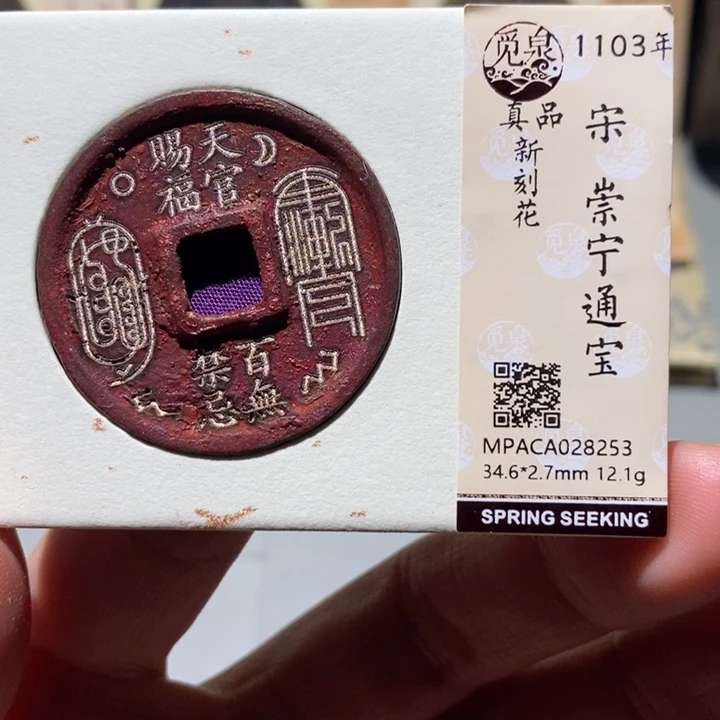 天官
賜福
百無
禁忌
觅泉
1103年
真品
新刻花
宋 崇宁通宝
MPACA028253
34.6*2.7mm 12.1g
SPRING SEEKING